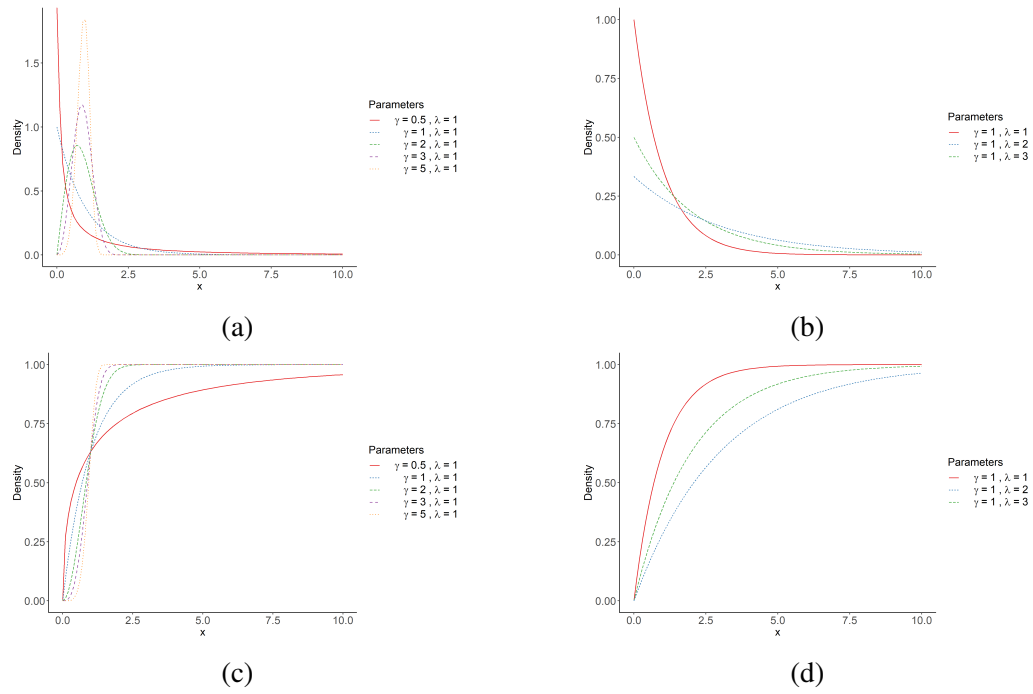 1.5
1.0
0.5
0.0
Density
0.0
2.5
5.0
7.5
10.0
x
Parameters
γ = 0.5 , λ = 1
γ = 1 , λ = 1
γ = 2 , λ = 1
γ = 3 , λ = 1
γ = 5 , λ = 1
(a)
1.00
0.75
0.50
0.25
0.00
Density
0.0
2.5
5.0
7.5
10.0
x
Parameters
γ = 1 , λ = 1
γ = 1 , λ = 2
γ = 1 , λ = 3
(b)
1.00
0.75
0.50
0.25
0.00
Density
0.0
2.5
5.0
7.5
10.0
x
Parameters
γ = 0.5 , λ = 1
γ = 1 , λ = 1
γ = 2 , λ = 1
γ = 3 , λ = 1
γ = 5 , λ = 1
(c)
1.00
0.75
0.50
0.25
0.00
Density
0.0
2.5
5.0
7.5
10.0
x
Parameters
γ = 1 , λ = 1
γ = 1 , λ = 2
γ = 1 , λ = 3
(d)